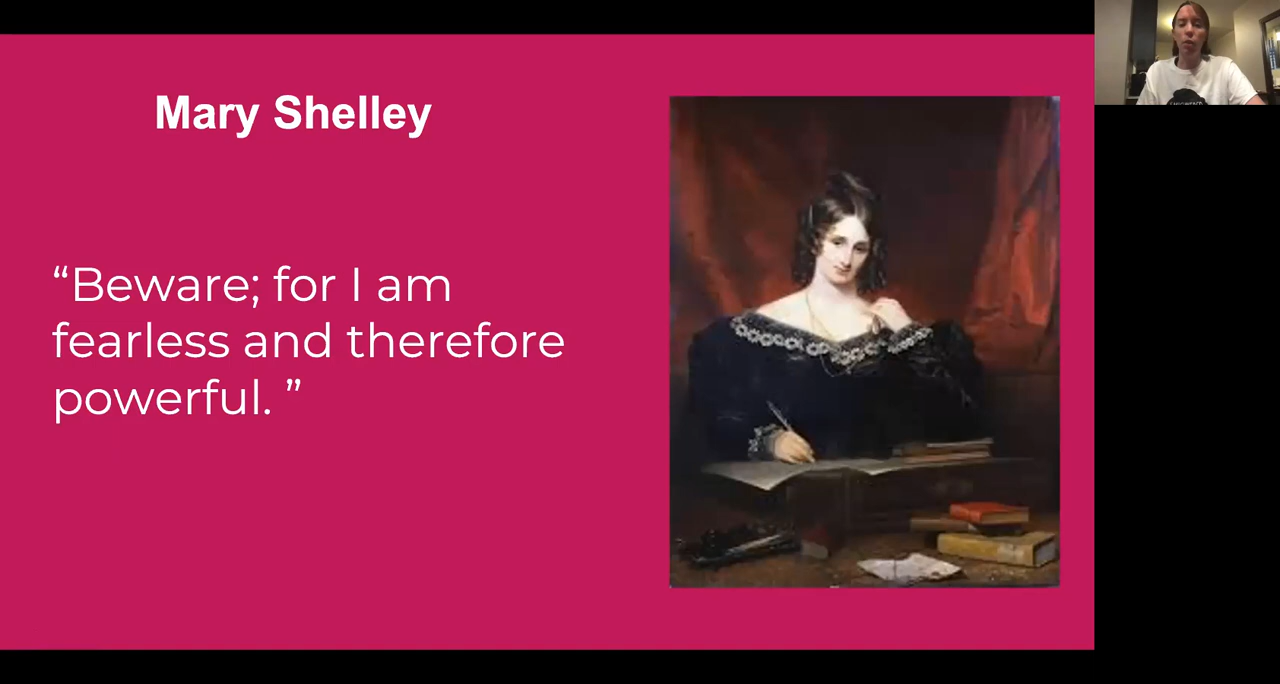 Mary Shelley
“Beware; for I am
fearless and therefore
powerful. ”